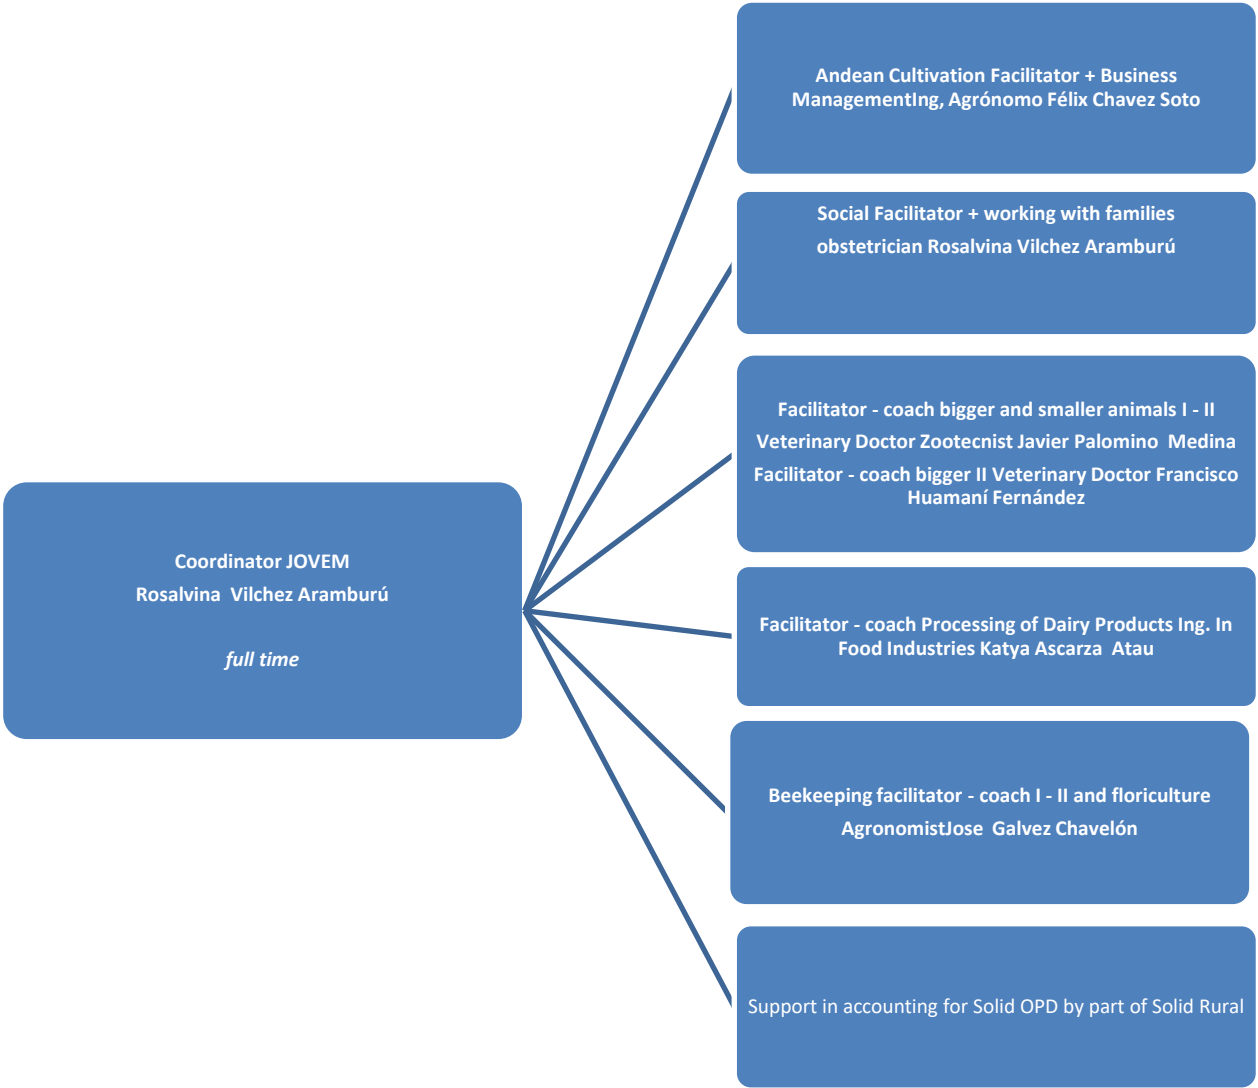 Andean Cultivation Facilitator + Business
ManagementIng, Agrónomo Félix Chavez Soto
Social Facilitator + working with families
obstetrician Rosalvina Vilchez Aramburú
Facilitator - coach bigger and smaller animals I - II
Veterinary Doctor Zootecnist Javier Palomino Medina
Facilitator - coach bigger II Veterinary Doctor Francisco
Huamaní Fernández
Coordinator JOVEM
Rosalvina Vilchez Aramburú
full time
Facilitator - coach Processing of Dairy Products Ing. In
Food Industries Katya Ascarza Atau
Beekeeping facilitator - coach I - II and floriculture
AgronomistJose Galvez Chavelón
Support in accounting for Solid OPD by part of Solid Rural